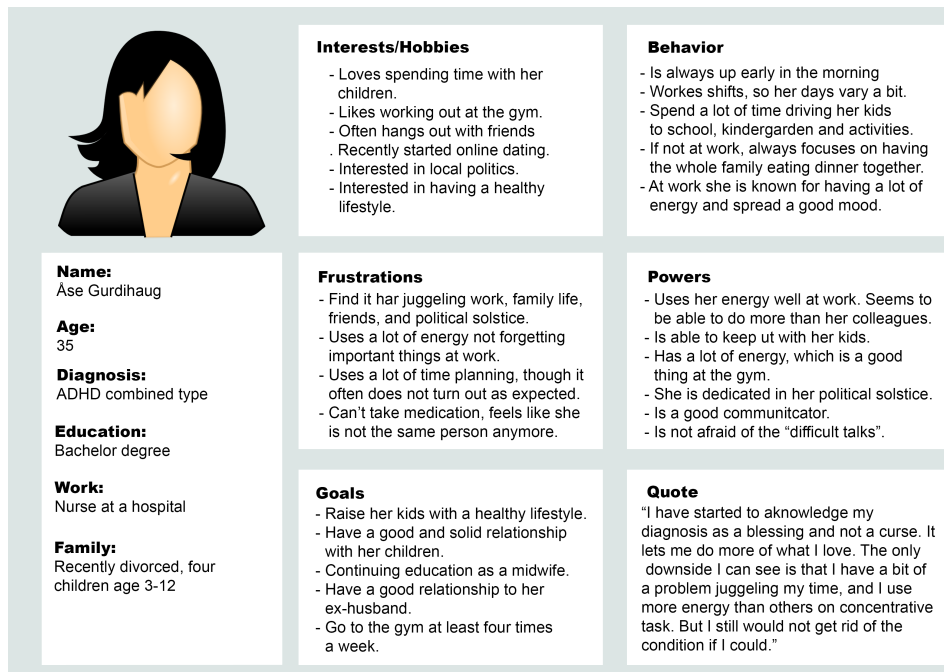 Name:
Åse Gurdihaug
Age:
35
Diagnosis:
ADHD combined type
Education:
Bachelor degree
Work:
Nurse at a hospital
Family:
Recently divorced, four
children age 3-12
Interests/Hobbies
- Loves spending time with her
children.
- Likes working out at the gym.
- Often hangs out with friends
. Recently started online dating.
- Interested in local politics.
- Interested in having a healthy
lifestyle.
Behavior
- Is always up early in the morning
- Workes shifts, so her days vary a bit.
- Spend a lot of time driving her kids
to school, kindergarden and activities.
- If not at work, always focuses on having
the whole family eating dinner together.
- At work she is known for having a lot of
energy and spread a good mood.
Frustrations
- Find it har juggeling work, family life,
friends, and political solstice.
- Uses a lot of energy not forgetting
important things at work.
- Uses a lot of time planning, though it
often does not turn out as expected.
- Can't take medication, feels like she
is not the same person anymore.
Powers
- Uses her energy well at work. Seems to
be able to do more than her colleagues.
- Is able to keep ut with her kids.
- Has a lot of energy, which is a good
thing at the gym.
- She is dedicated in her political solstice.
- Is a good communitcator.
- Is not afraid of the “difficult talks”.
Goals
- Raise her kids with a healthy lifestyle.
- Have a good and solid relationship
with her children.
- Continuing education as a midwife.
- Have a good relationship to her
ex-husband.
- Go to the gym at least four times
a week.
Quote
“I have started to aknowledge my
diagnosis as a blessing and not a curse. It
lets me do more of what I love. The only
downside I can see is that I have a bit of
a problem juggeling my time, and I use
more energy than others on concentrative
task. But I still would not get rid of the
condition if I could.”